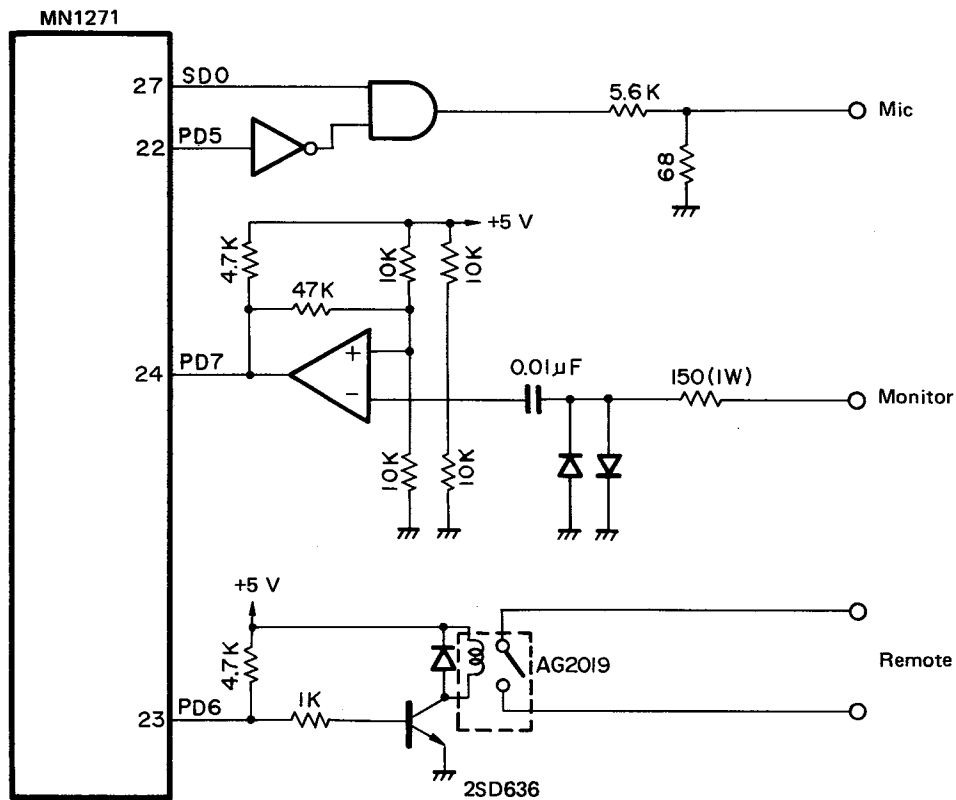 MN1271
27 SD0
5.6K
Mic
22 PD5
68
+5 V
4.7K
10K
10K
47K
24 PD7
+
−
0.01µF
150(1W)
Monitor
10K
10K
+5 V
4.7K
AG2019
Remote
1K
23 PD6
2SD636